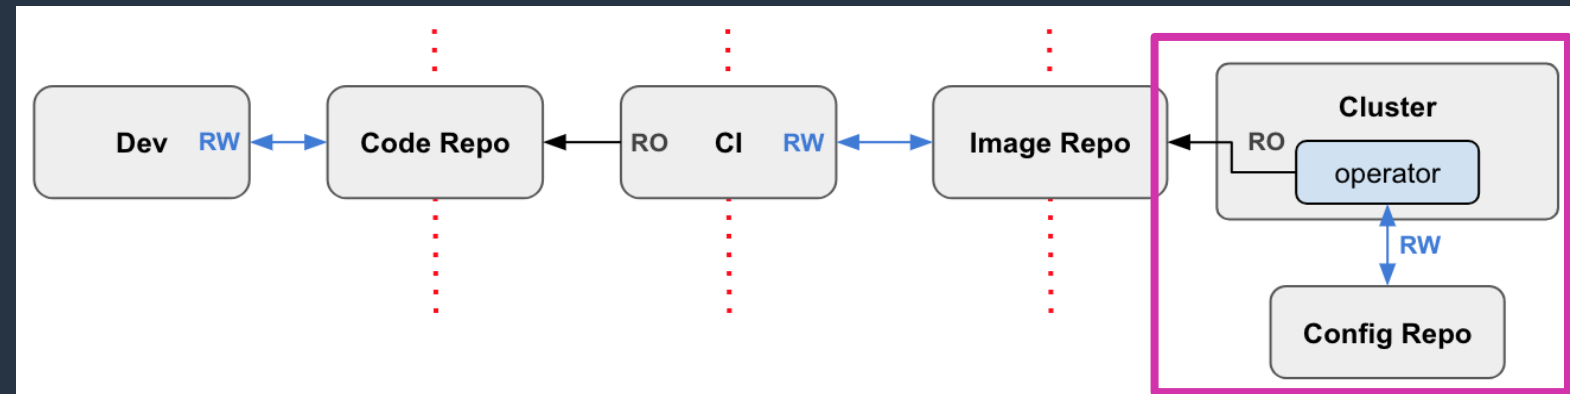 Dev RW
Code Repo
RO CI RW
Image Repo
Cluster
RO
operator
RW
Config Repo